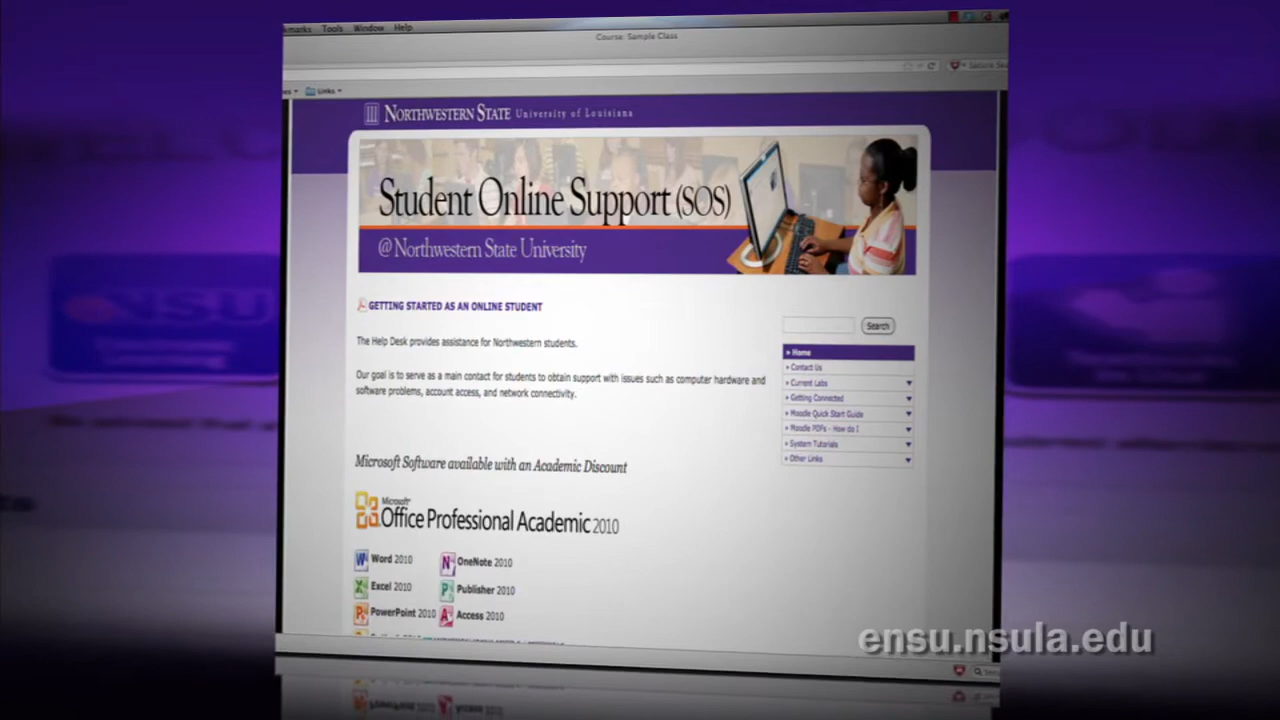 Tools Window Help
Course: Sample Class
Links
NORTHWESTERN STATE University of Louisiana
Student Online Support (SOS)
@ Northwestern State University
GETTING STARTED AS AN ONLINE STUDENT
The Help Desk provides assistance for Northwestern students.
Our goal is to serve as a main contact for students to obtain support with issues such as computer hardware and
software problems, account access, and network connectivity.
Search
» Home
Contact Us
Current Labs
Getting Connected
Moodle Quick Start Guide
Moodle PDFs - How do I
System Tutorials
Other Links
Microsoft Software available with an Academic Discount
Microsoft
Office Professional Academic 2010
Word 2010
OneNote 2010
Excel 2010
Publisher 2010
PowerPoint 2010
Access 2010
ensu.nsula.edu
NSU